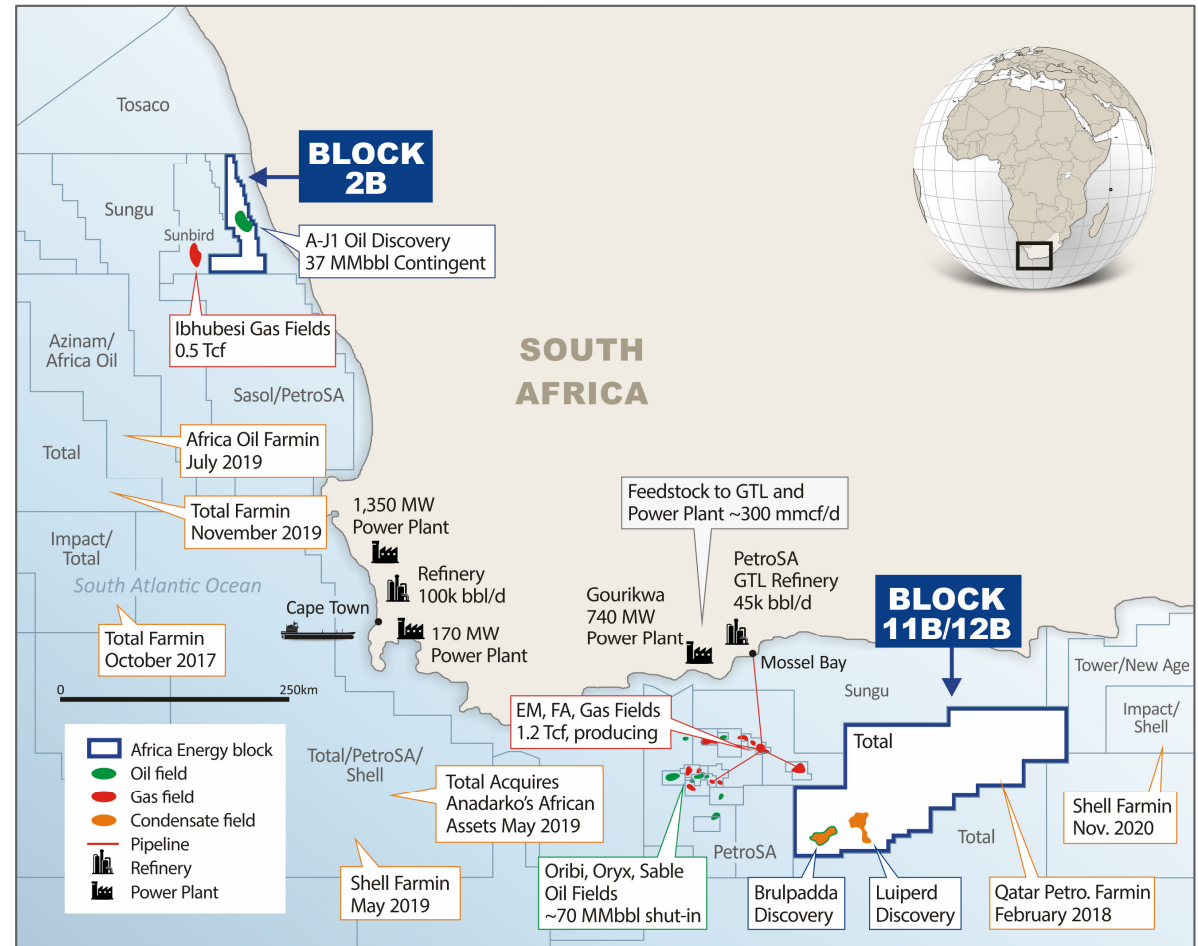 Tosaco
BLOCK
2B
Sungu
Sunbird
A-J1 Oil Discovery
37 MMbbl Contingent
Ibhubesi Gas Fields
0.5 Tcf
Azinam/
Africa Oil
SOUTH
AFRICA
Sasol/PetroSA
Africa Oil Farmin
July 2019
Total
Total Farmin
November 2019
1,350 MW
Power Plant
Feedstock to GTL and
Power Plant ~300 mmcf/d
Impact/
Total
South Atlantic Ocean
Refinery
100k bbl/d
PetroSA
GTL Refinery
45k bbl/d
Gourikwa
740 MW
Power Plant
BLOCK
11B/12B
Cape Town
170 MW
Power Plant
Total Farmin
October 2017
Mossel Bay
Tower/New Age
Sungu
0
250km
EM, FA, Gas Fields
1.2 Tcf, producing
Impact/
Shell
Total
Africa Energy block
Oil field
Gas field
Condensate field
Pipeline
Refinery
Power Plant
Total/PetroSA/
Shell
Total Acquires
Anadarko's African
Assets May 2019
Shell Farmin
Nov. 2020
Total
PetroSA
Shell Farmin
May 2019
Oribi, Oryx, Sable
Oil Fields
~70 MMbbl shut-in
Brulpadda
Discovery
Luiperd
Discovery
Qatar Petro. Farmin
February 2018